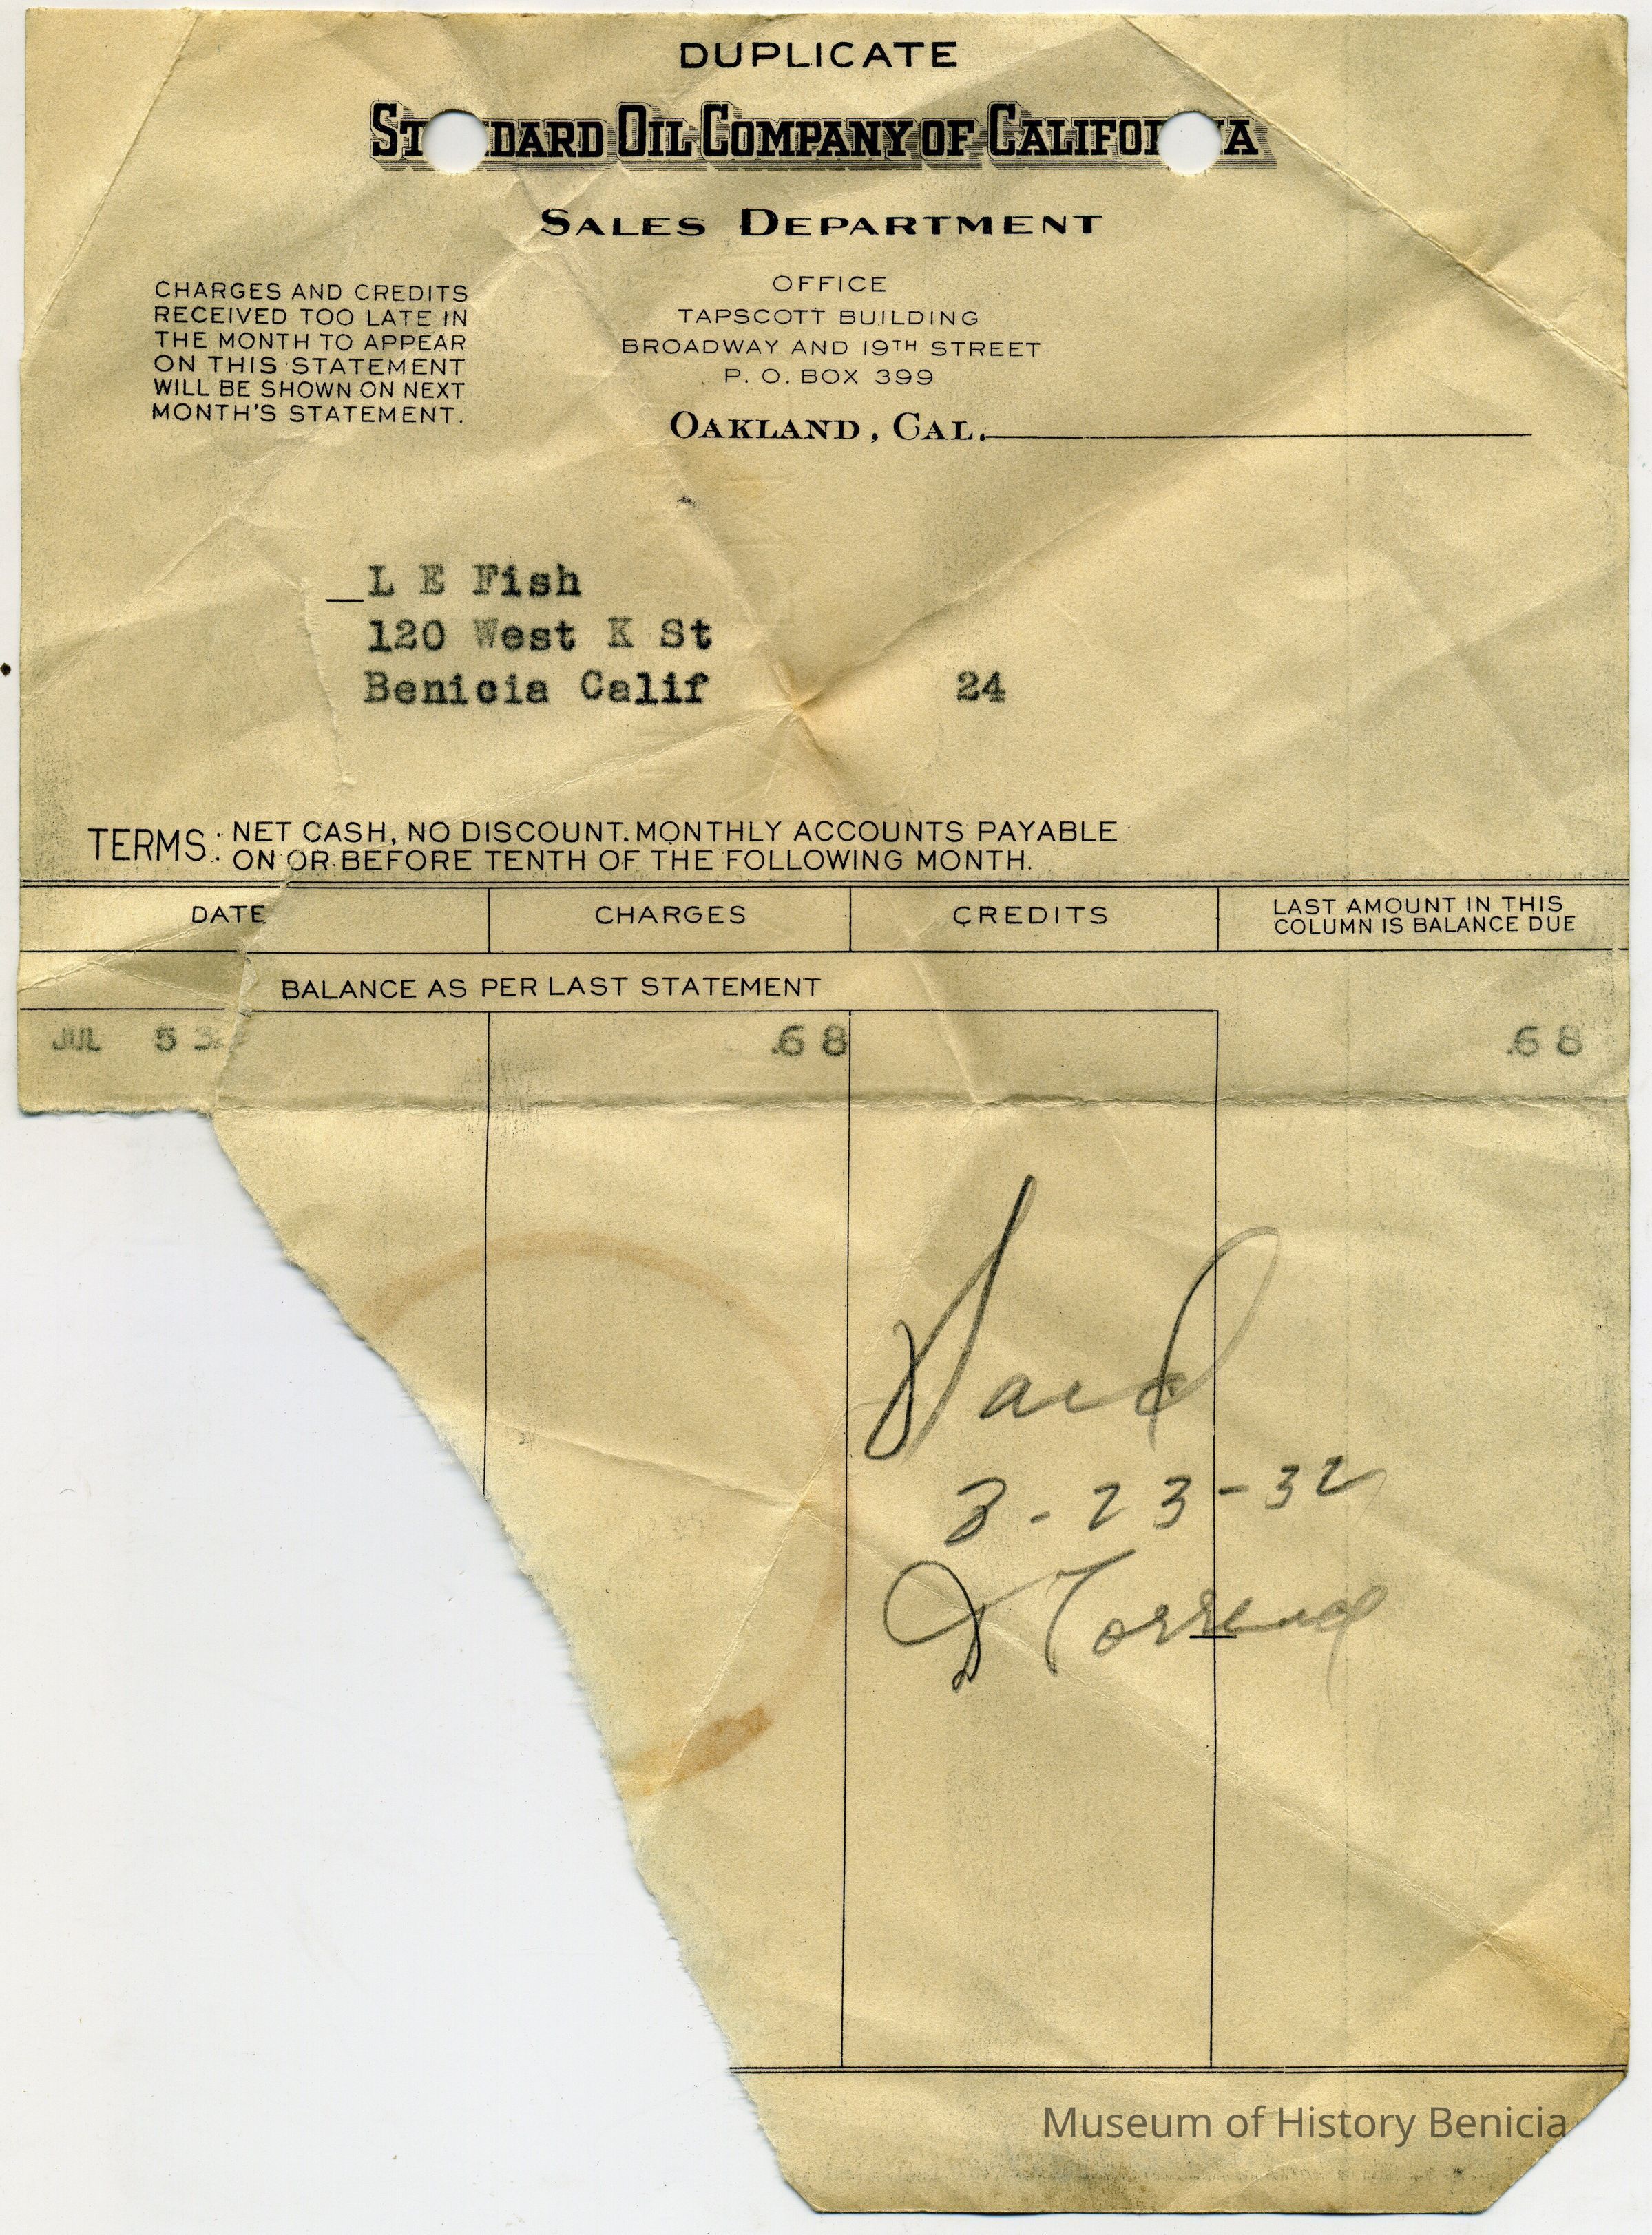 DUPLICATE
STANDARD OIL COMPANY OF CALIFORNIA
SALES DEPARTMENT
CHARGES AND CREDITS
RECEIVED TOO LATE IN
THE MONTH TO APPEAR
ON THIS STATEMENT
WILL BE SHOWN ON NEXT
MONTH'S STATEMENT.
OFFICE
TAPSCOTT BUILDING
BROADWAY AND 19TH STREET
P. O. BOX 399
OAKLAND, CAL.
L E Fish
120 West K St
Benicia Calif 24
TERMS: NET CASH, NO DISCOUNT. MONTHLY ACCOUNTS PAYABLE
ON OR BEFORE TENTH OF THE FOLLOWING MONTH.
DATE CHARGES CREDITS LAST AMOUNT IN THIS
COLUMN IS BALANCE DUE
BALANCE AS PER LAST STATEMENT
JUL 5 32 .68 .68
Paid
8-23-32
Museum of History Benicia